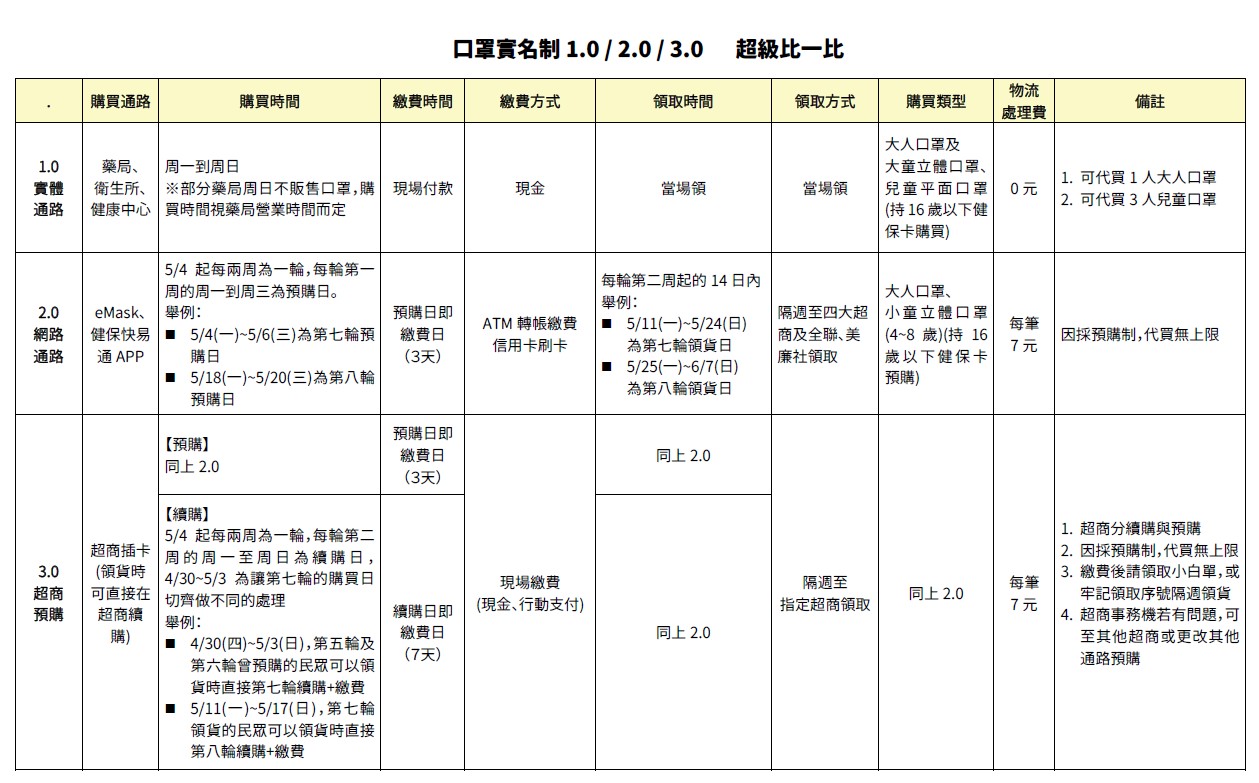 口罩實名制 1.0 / 2.0 / 3.0 超級比一比
.
購買通路
購買時間
繳費時間
繳費方式
領取時間
領取方式
購買類型
物流
處理費
備註
1.0
實體
通路
藥局、
衛生所、
健康中心
周一到周日
※部分藥局周日不販售口罩,購
買時間視藥局營業時間而定
現場付款
現金
當場領
當場領
大人口罩及
大童立體口罩、
兒童平面口罩
(持 16 歲以下健
保卡購買)
0 元
1. 可代買 1 人大人口罩
2. 可代買 3 人兒童口罩
2.0
網路
通路
eMask、
健保快易
通 APP
5/4 起每兩周為一輪,每輪第一
周的周一到周三為預購日。
舉例:
■ 5/4(一)~5/6(三)為第七輪預
購日
■ 5/18(一)~5/20(三)為第八輪
預購日
預購日即
繳費日
(3天)
ATM 轉帳繳費
信用卡刷卡
每輪第二周起的 14 日內
舉例:
■ 5/11(一)~5/24(日)
為第七輪領貨日
■ 5/25(一)~6/7(日)
為第八輪領貨日
隔週至四大超
商及全聯、美
廉社領取
大人口罩、
小童立體口罩
(4~8 歲)(持 16
歲以下健保卡
預購)
每筆
7 元
因採預購制,代買無上限
3.0
超商
預購
超商插卡
(領貨時
可直接在
超商續
購)
【預購】
同上 2.0
預購日即
繳費日
(3天)
現場繳費
(現金、行動支付)
同上 2.0
隔週至
指定超商領取
同上 2.0
每筆
7 元
1. 超商分續購與預購
2. 因採預購制,代買無上限
3. 繳費後請領取小白單,或
牢記領取序號隔週領貨
4. 超商事務機若有問題,可
至其他超商或更改其他
通路預購
【續購】
5/4 起每兩周為一輪,每輪第二
周的周一至周日為續購日,
4/30~5/3 為讓第七輪的購買日
切齊做不同的處理
舉例:
■ 4/30(四)~5/3(日),第五輪及
第六輪曾預購的民眾可以領
貨時直接第七輪續購+繳費
■ 5/11(一)~5/17(日),第七輪
領貨的民眾可以領貨時直接
第八輪續購+繳費
續購日即
繳費日
(7天)
同上 2.0